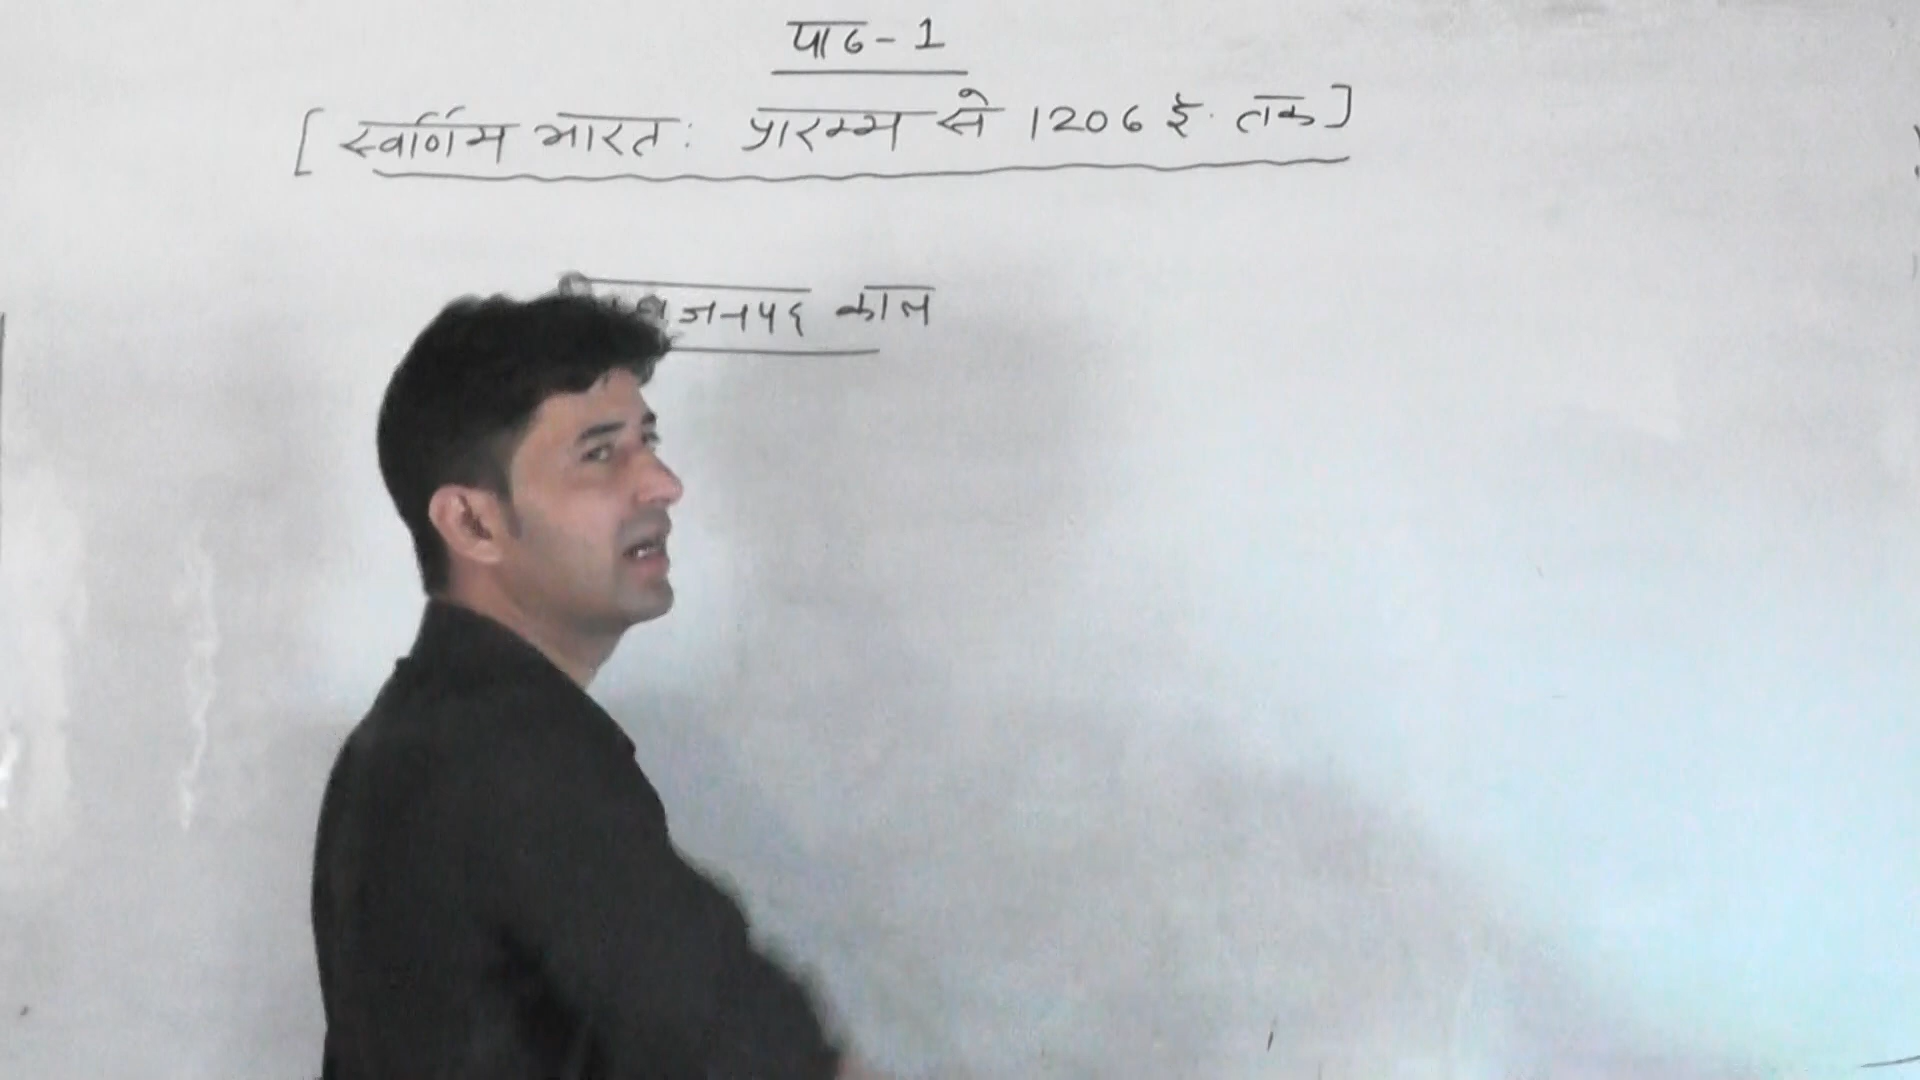 पाठ-1
[ स्वर्णिम भारत: प्रारम्भ से 1206 ई. तक ]
जनपद काल